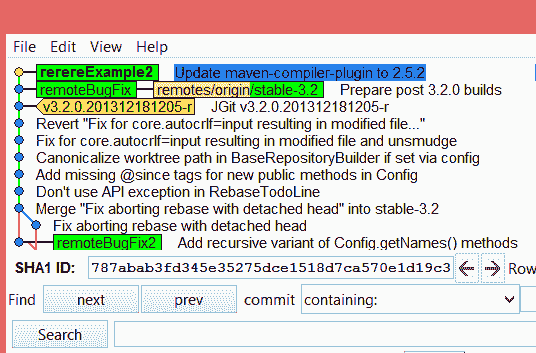 File Edit View Help
rerereExample2 Update maven-compiler-plugin to 2.5.2
remoteBugFix remotes/origin/stable-3.2 Prepare post 3.2.0 builds
v3.2.0.201312181205-r JGit v3.2.0.201312181205-r
Revert "Fix for core.autocrlf=input resulting in modified file..."
Fix for core.autocrlf=input resulting in modified file and unsmudge
Canonicalize worktree path in BaseRepositoryBuilder if set via config
Add missing @since tags for new public methods in Config
Don't use API exception in RebaseTodoLine
Merge "Fix aborting rebase with detached head" into stable-3.2
Fix aborting rebase with detached head
remoteBugFix2 Add recursive variant of Config.getNames() methods
SHA1 ID: 787abab3fd345e35275dce1518d7ca570e1d19c3 Row
Find next prev commit containing:
Search